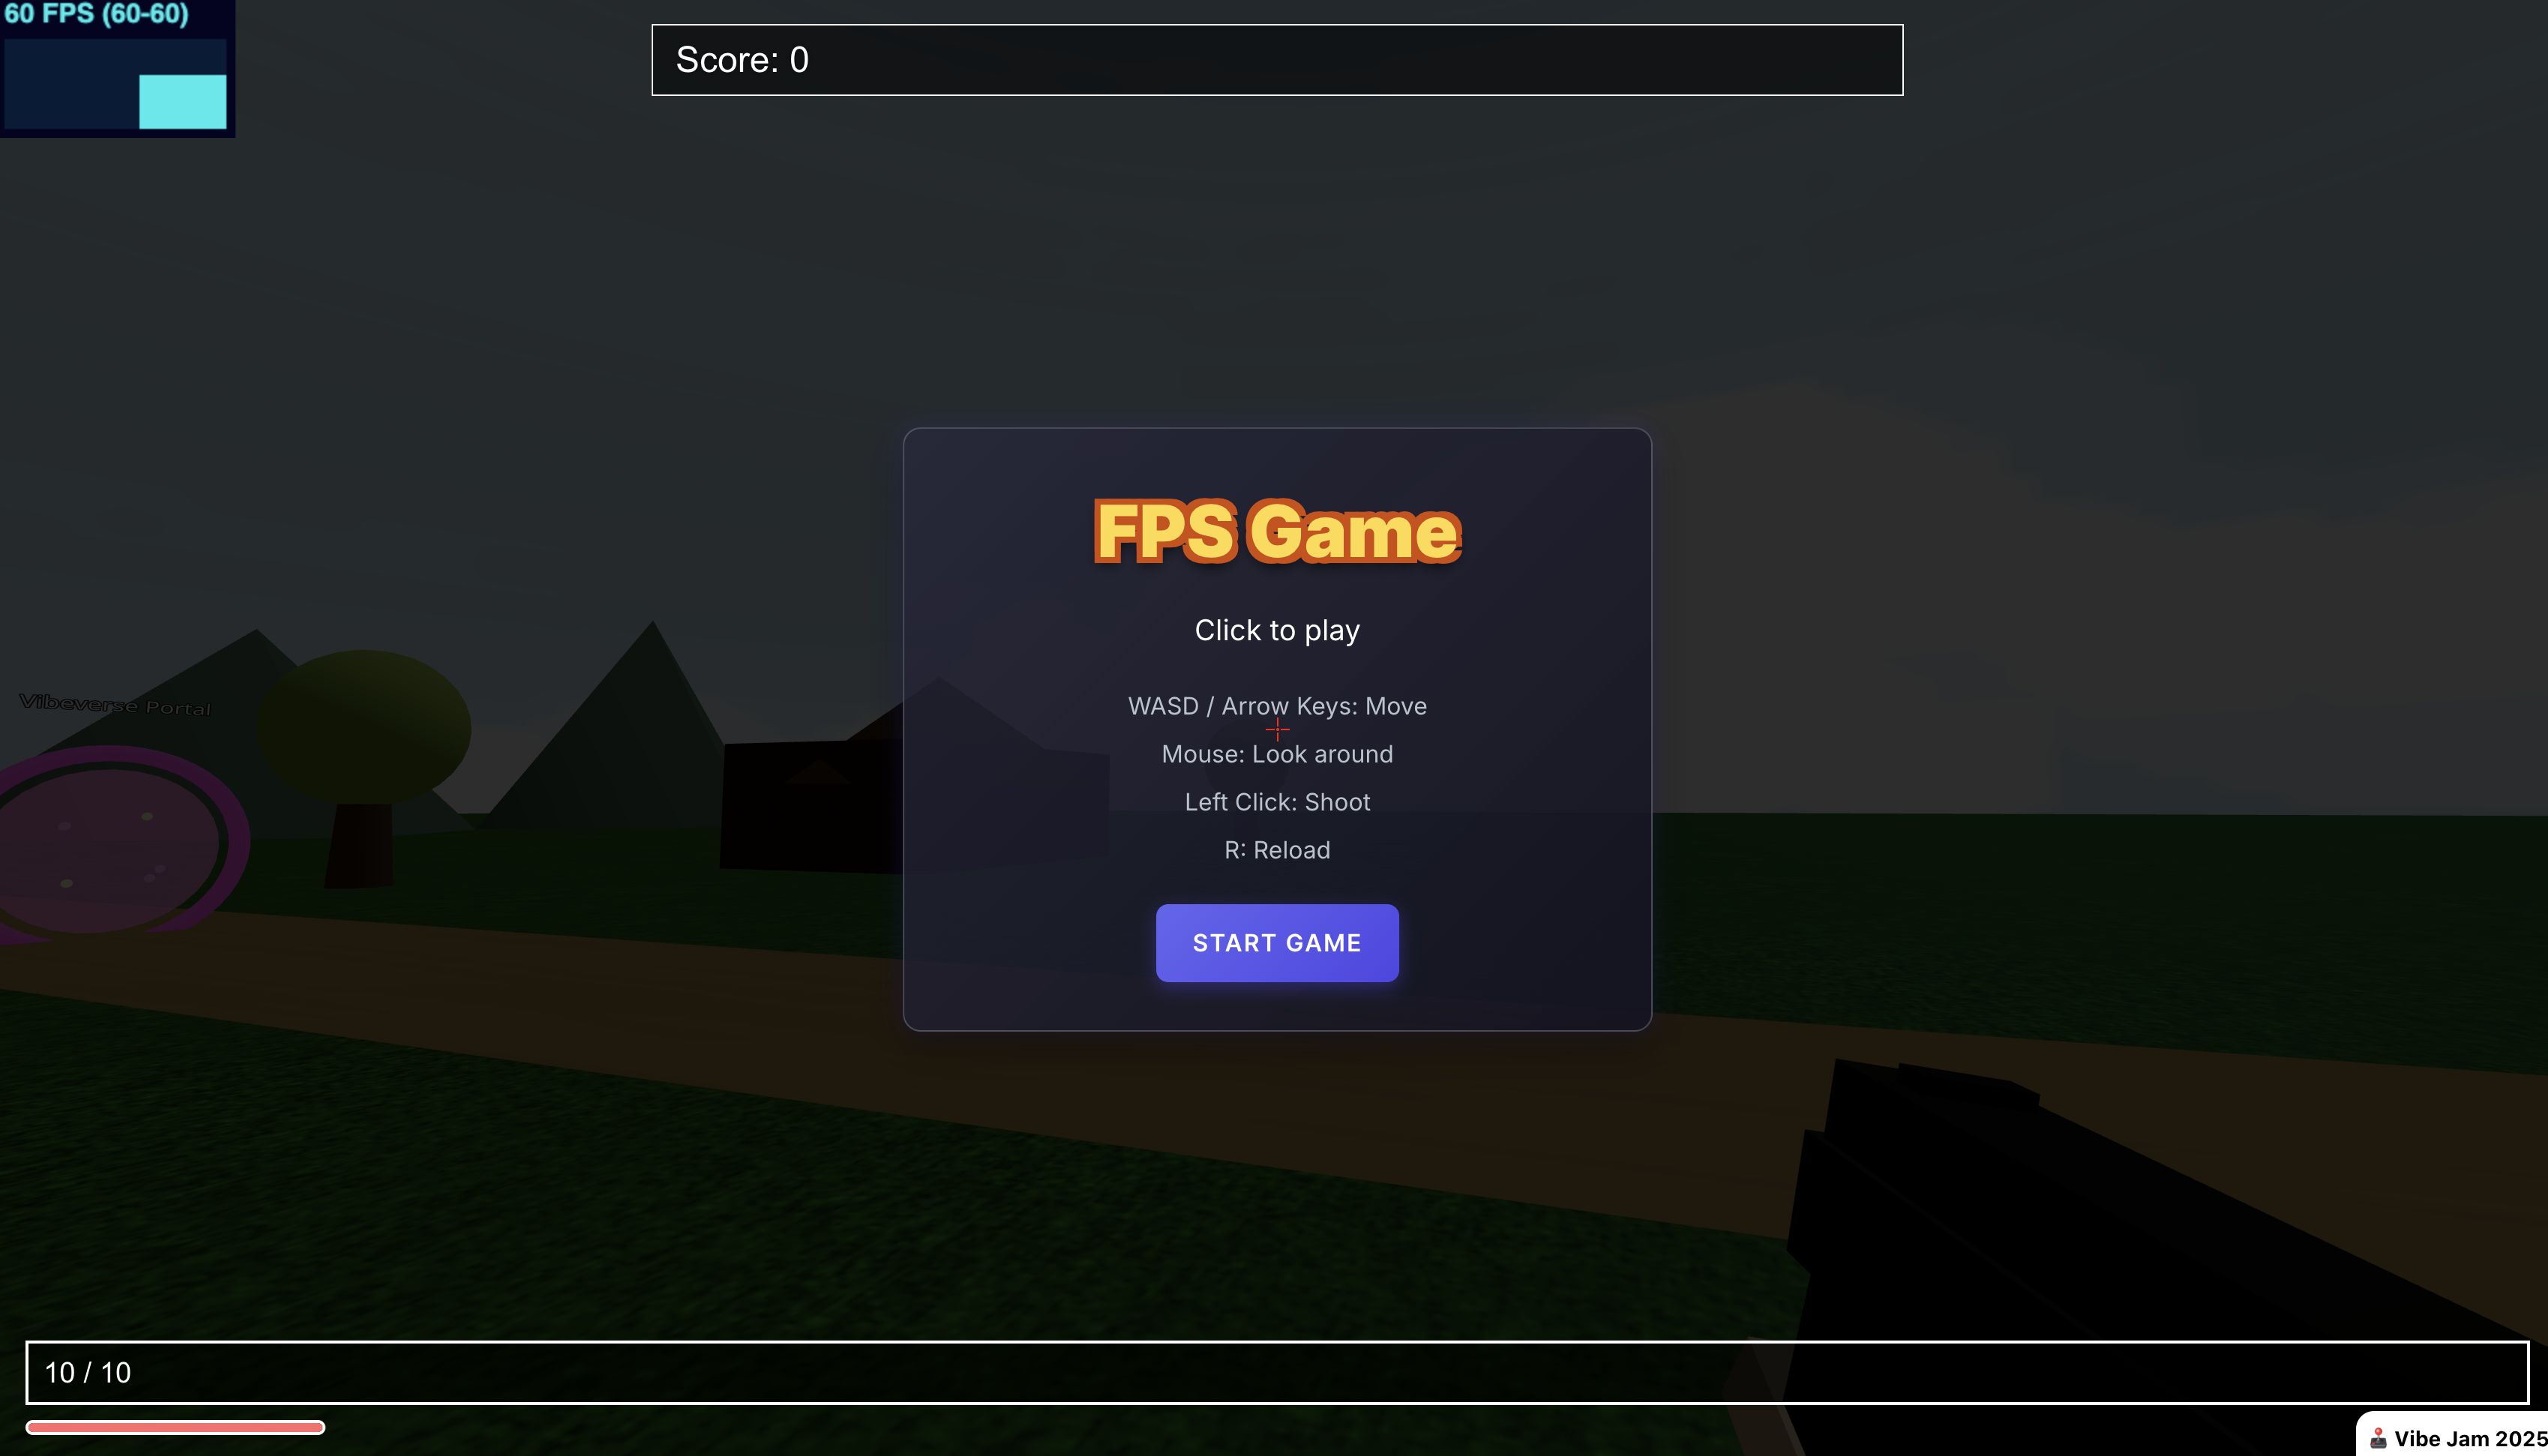 60 FPS (60-60)
Score: 0
FPS Game
Click to play
WASD / Arrow Keys: Move
Mouse: Look around
Left Click: Shoot
R: Reload
START GAME
Vibeverse Portal
10 / 10
🕹️ Vibe Jam 2025